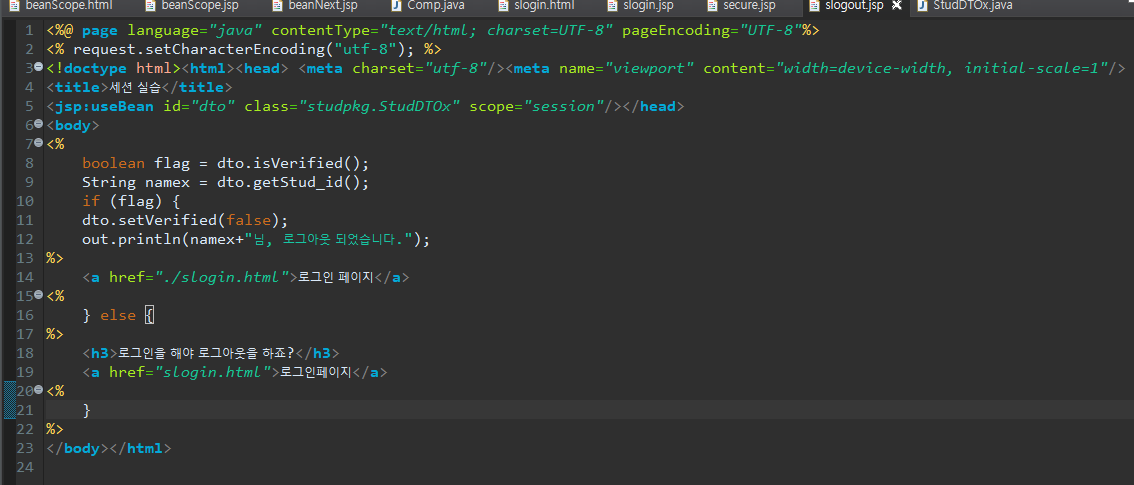 beanScope.html beanScope.jsp beanNext.jsp Comp.java slogin.html slogin.jsp secure.jsp slogout.jsp StudDTOx.java
1 <%@ page language="java" contentType="text/html; charset=UTF-8" pageEncoding="UTF-8"%>
2 <% request.setCharacterEncoding("utf-8"); %>
3 <!doctype html><html><head> <meta charset="utf-8"/><meta name="viewport" content="width=device-width, initial-scale=1"/>
4 <title>세션 실습</title>
5 <jsp:useBean id="dto" class="studpkg.StudDTOx" scope="session"/></head>
6 <body>
7 <%
8 boolean flag = dto.isVerified();
9 String namex = dto.getStud_id();
10 if (flag) {
11 dto.setVerified(false);
12 out.println(namex+"님, 로그아웃 되었습니다.");
13 %>
14 <a href="./slogin.html">로그인 페이지</a>
15 <%
16 } else {
17 %>
18 <h3>로그인을 해야 로그아웃을 하죠?</h3>
19 <a href="slogin.html">로그인페이지</a>
20 <%
21 }
22 %>
23 </body></html>
24